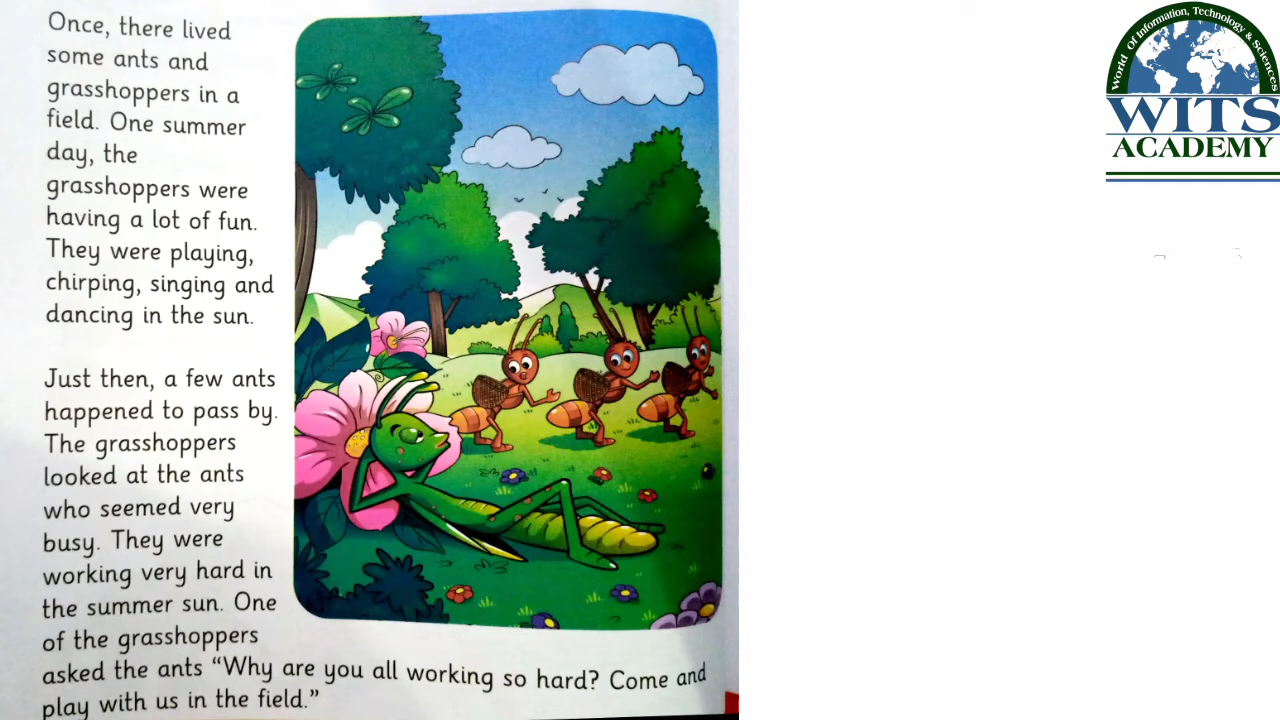 Once, there lived
some ants and
grasshoppers in a
field. One summer
day, the
grasshoppers were
having a lot of fun.
They were playing,
chirping, singing and
dancing in the sun.
Just then, a few ants
happened to pass by.
The grasshoppers
looked at the ants
who seemed very
busy. They were
working very hard in
the summer sun. One
of the grasshoppers
asked the ants “Why are you all working so hard? Come and
play with us in the field.”
World Of Information, Technology & Sciences
WITS
ACADEMY